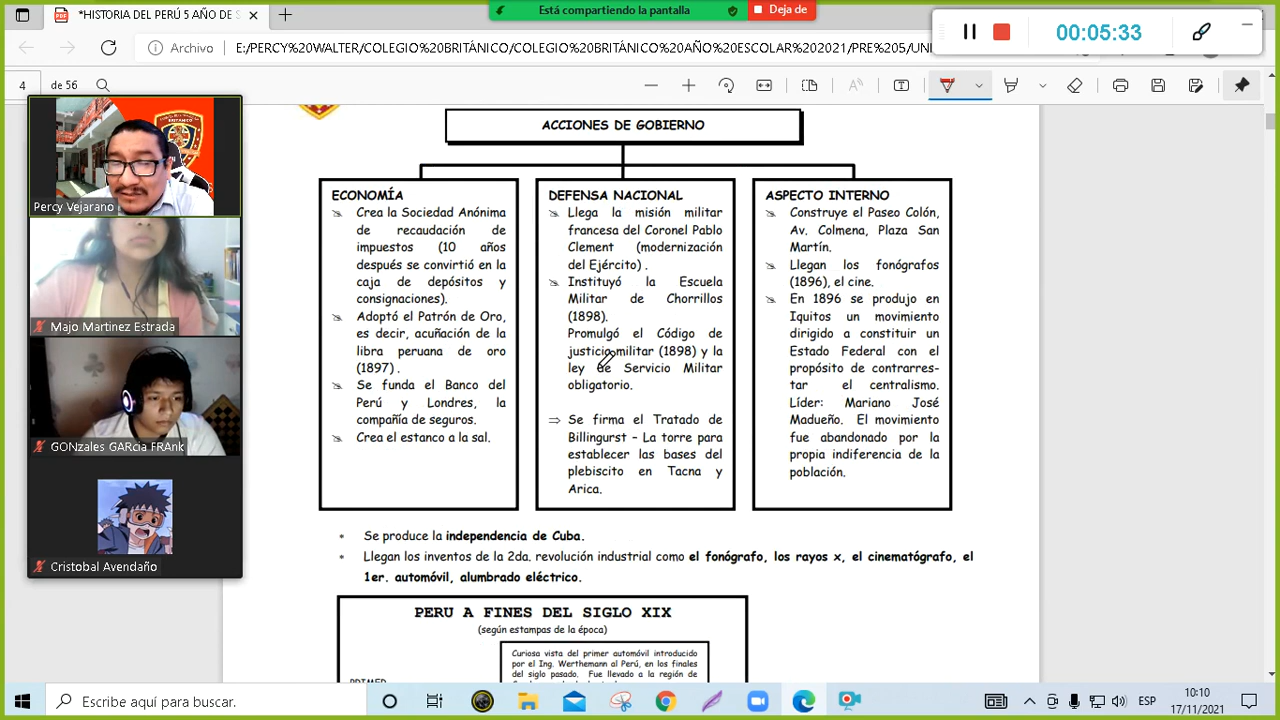 *HISTORIA DEL PERÚ 5 AÑO DE S
Está compartiendo la pantalla
Deja de
00:05:33
Archivo
E:/PERCY%20WALTER/COLEGIO%20BRITÁNICO/COLEGIO%20BRITÁNICO%20AÑO%20ESCOLAR%202021/PRE%205/UN
4
de 56
ACCIONES DE GOBIERNO
ECONOMÍA
Crea la Sociedad Anónima
de recaudación de
impuestos (10 años
después se convirtió en la
caja de depósitos y
consignaciones).
Adoptó el Patrón de Oro,
es decir, acuñación de la
libra peruana de oro
(1897) .
Se funda el Banco del
Perú y Londres, la
compañía de seguros.
Crea el estanco a la sal.
DEFENSA NACIONAL
Llega la misión militar
francesa del Coronel Pablo
Clement (modernización
del Ejército) .
Instituyó la Escuela
Militar de Chorrillos
(1898).
Promulgó el Código de
justicia militar (1898) y la
ley de Servicio Militar
obligatorio.
⇒ Se firma el Tratado de
Billingurst – La torre para
establecer las bases del
plebiscito en Tacna y
Arica.
ASPECTO INTERNO
Construye el Paseo Colón,
Av. Colmena, Plaza San
Martín.
Llegan los fonógrafos
(1896), el cine.
En 1896 se produjo en
Iquitos un movimiento
dirigido a constituir un
Estado Federal con el
propósito de contrarres-
tar el centralismo.
Líder: Mariano José
Madueño. El movimiento
fue abandonado por la
propia indiferencia de la
población.
* Se produce la independencia de Cuba.
* Llegan los inventos de la 2da. revolución industrial como el fonógrafo, los rayos x, el cinematógrafo, el
1er. automóvil, alumbrado eléctrico.
PERU A FINES DEL SIGLO XIX
(según estampas de la época)
Curiosa vista del primer automóvil introducido
por el Ing. Werthemann al Perú, en los finales
del siglo pasado. Fue llevado a la región de
Percy Vejarano
Majo Martinez Estrada
GONzales GARcia FRAnk
Cristobal Avendaño
Escribe aquí para buscar.
ESP
10:10
17/11/2021